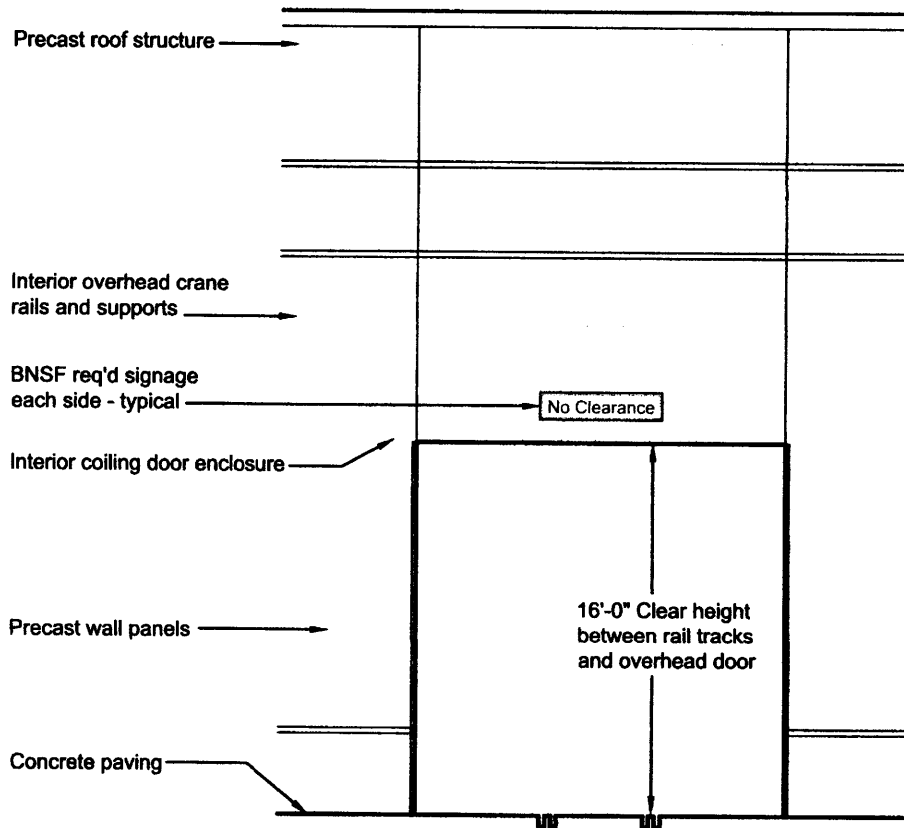 Precast roof structure
Interior overhead crane
rails and supports
BNSF req'd signage
each side - typical
No Clearance
Interior coiling door enclosure
16'-0" Clear height
between rail tracks
and overhead door
Precast wall panels
Concrete paving